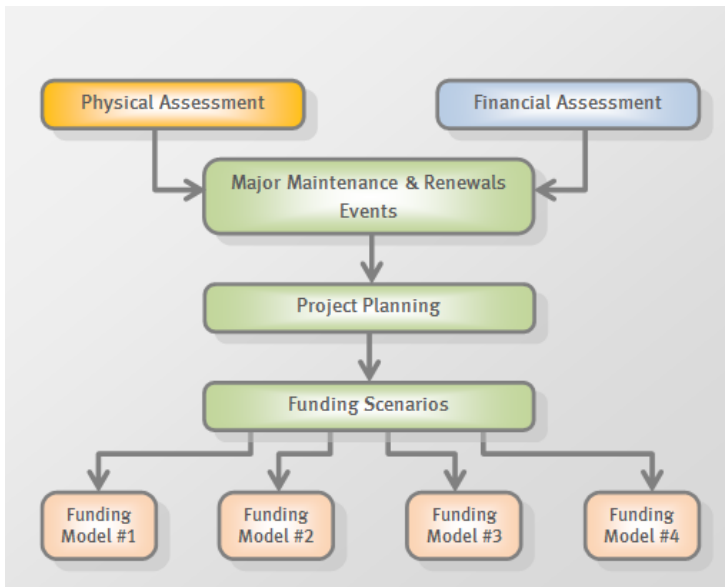 Physical Assessment
Financial Assessment
Major Maintenance & Renewals
Events
Project Planning
Funding Scenarios
Funding
Model #1
Funding
Model #2
Funding
Model #3
Funding
Model #4